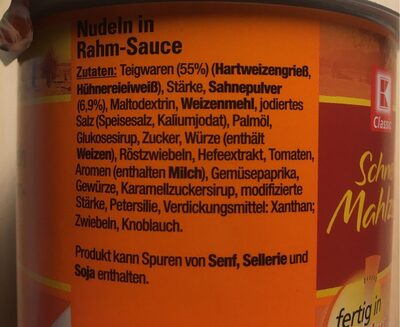 Nudeln in
Rahm-Sauce
Zutaten: Teigwaren (55%) (Hartweizengrieß,
Hühnereieiweiß), Stärke, Sahnepulver
(6,9%), Maltodextrin, Weizenmehl, jodiertes
Salz (Speisesalz, Kaliumjodat), Palmöl,
Glukosesirup, Zucker, Würze (enthält
Weizen), Röstzwiebeln, Hefeextrakt, Tomaten,
Aromen (enthalten Milch), Gemüsepaprika,
Gewürze, Karamellzuckersirup, modifizierte
Stärke, Petersilie, Verdickungsmittel: Xanthan;
Zwiebeln, Knoblauch.
Produkt kann Spuren von Senf, Sellerie und
Soja enthalten.
K
Classic
fertig in